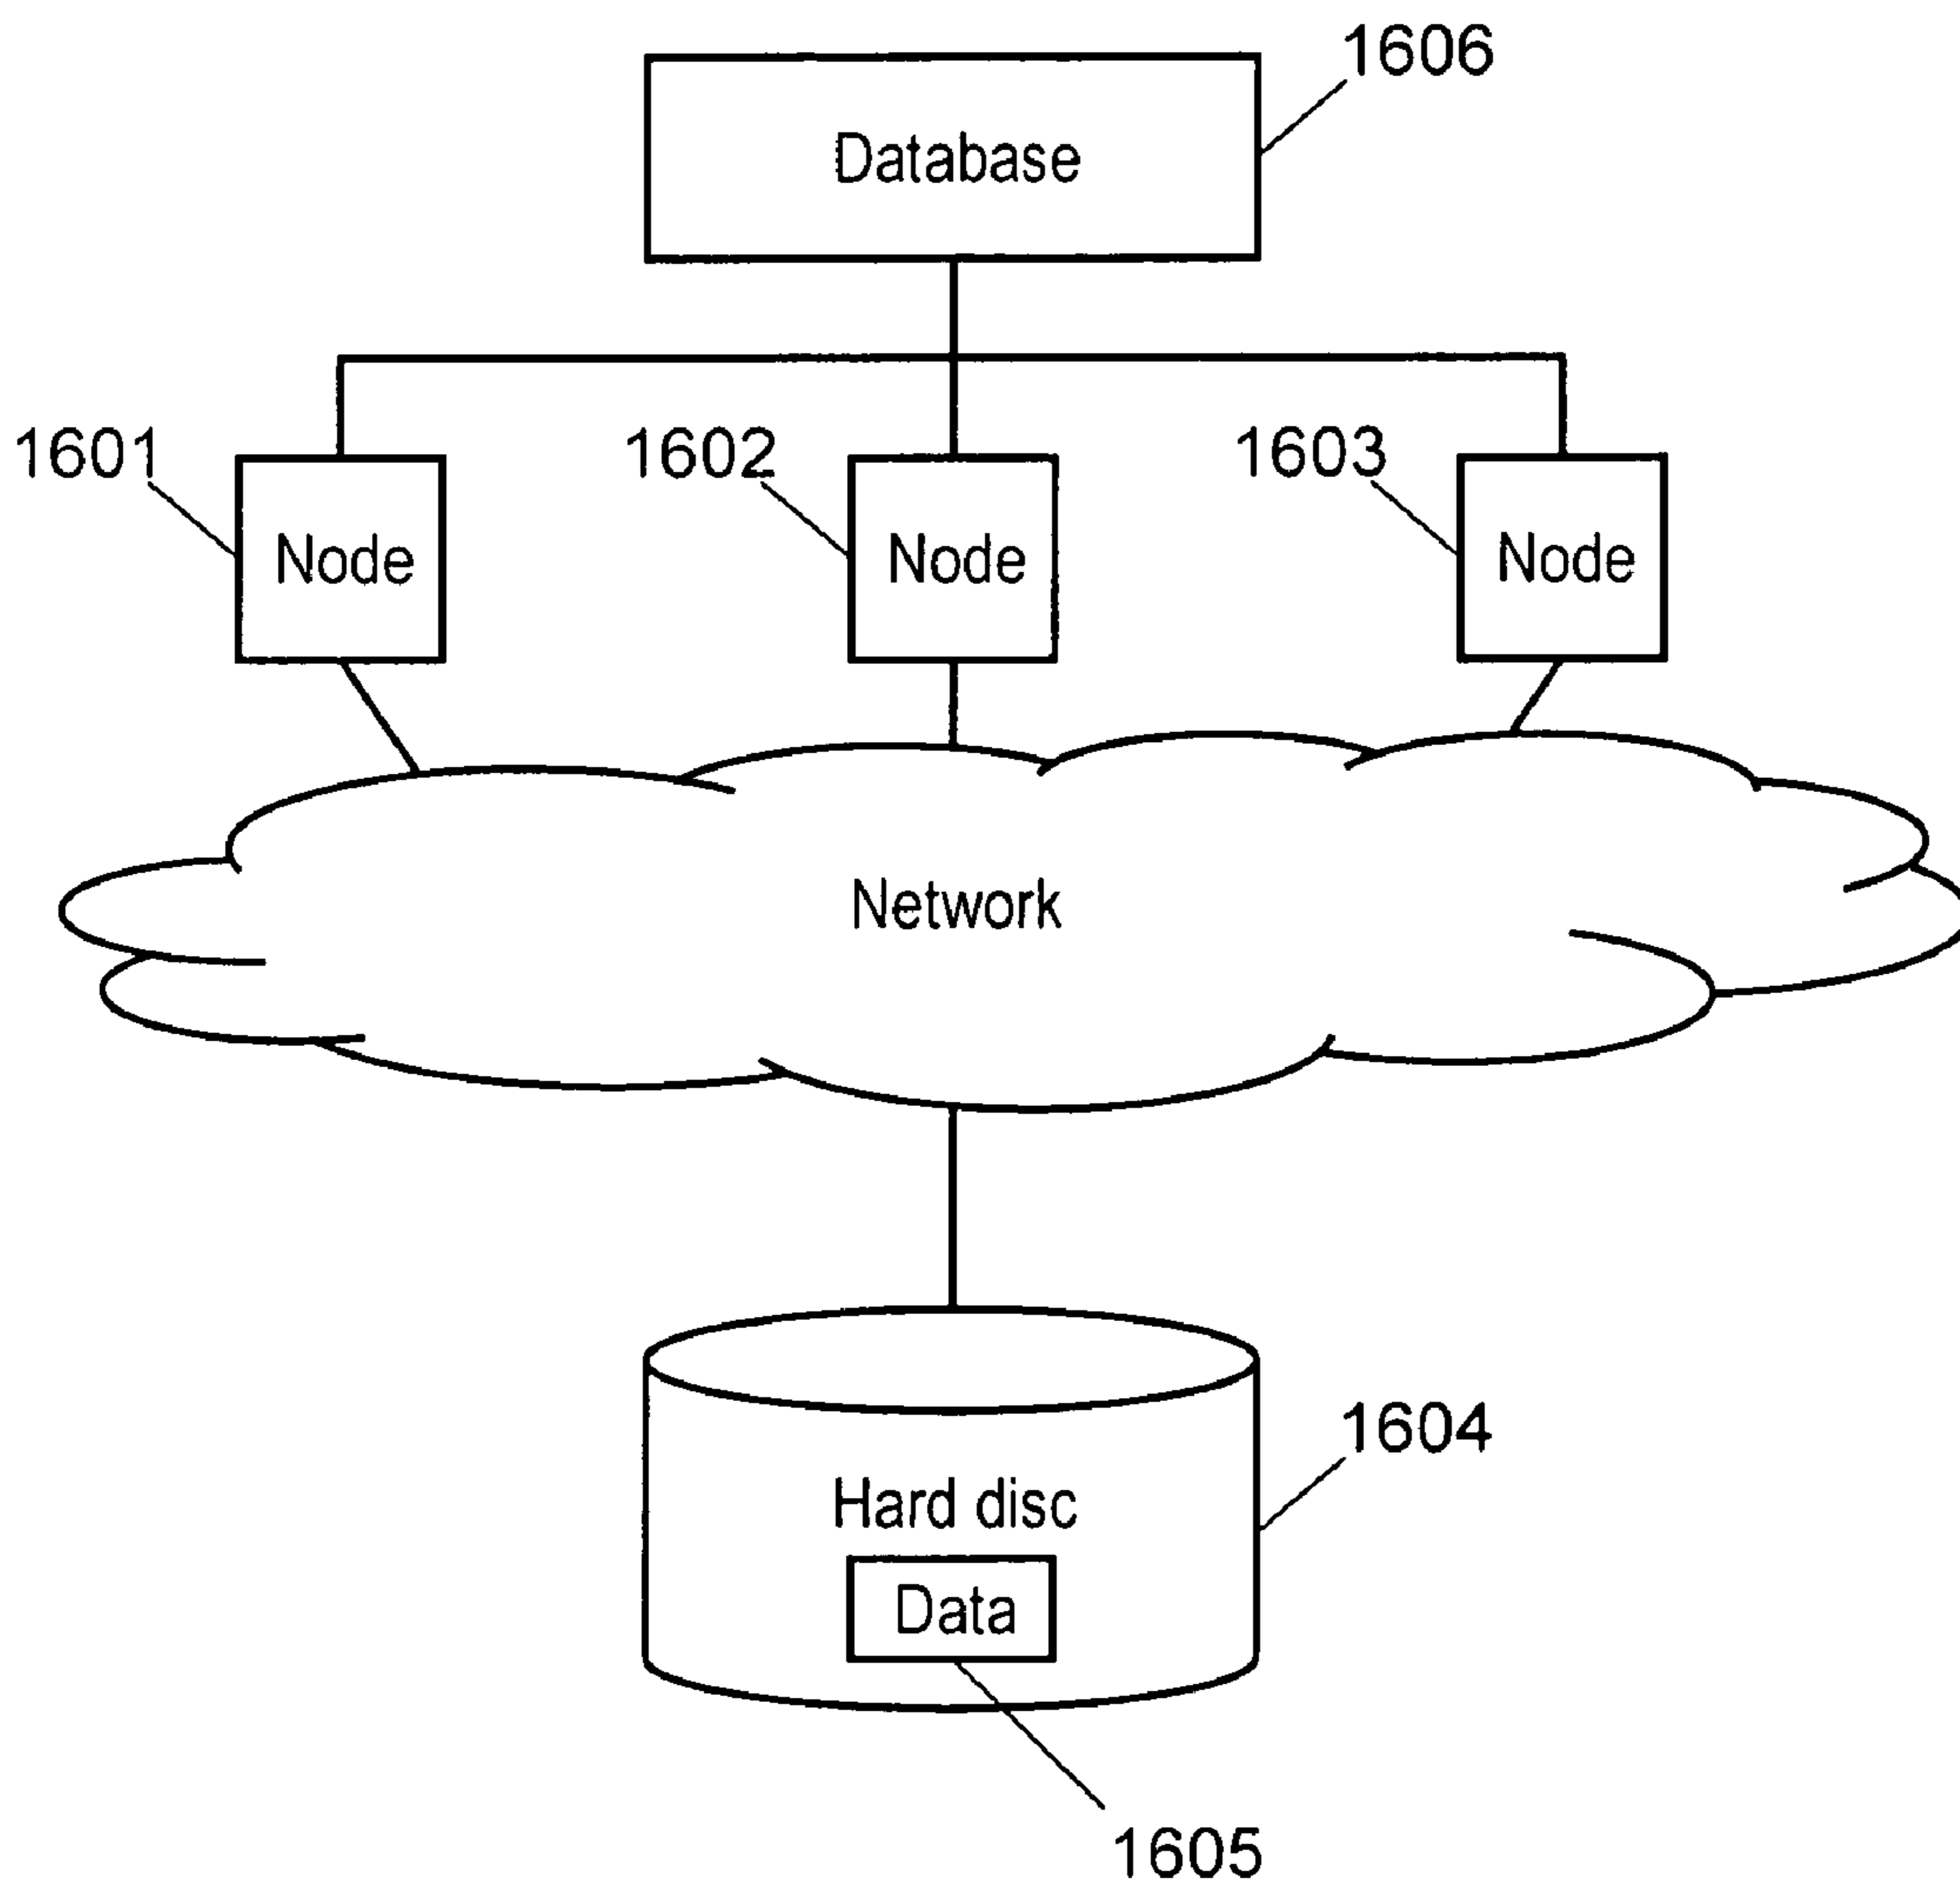 1606
Database
1601
1602
1603
Node
Node
Node
Network
1604
Hard disc
Data
1605